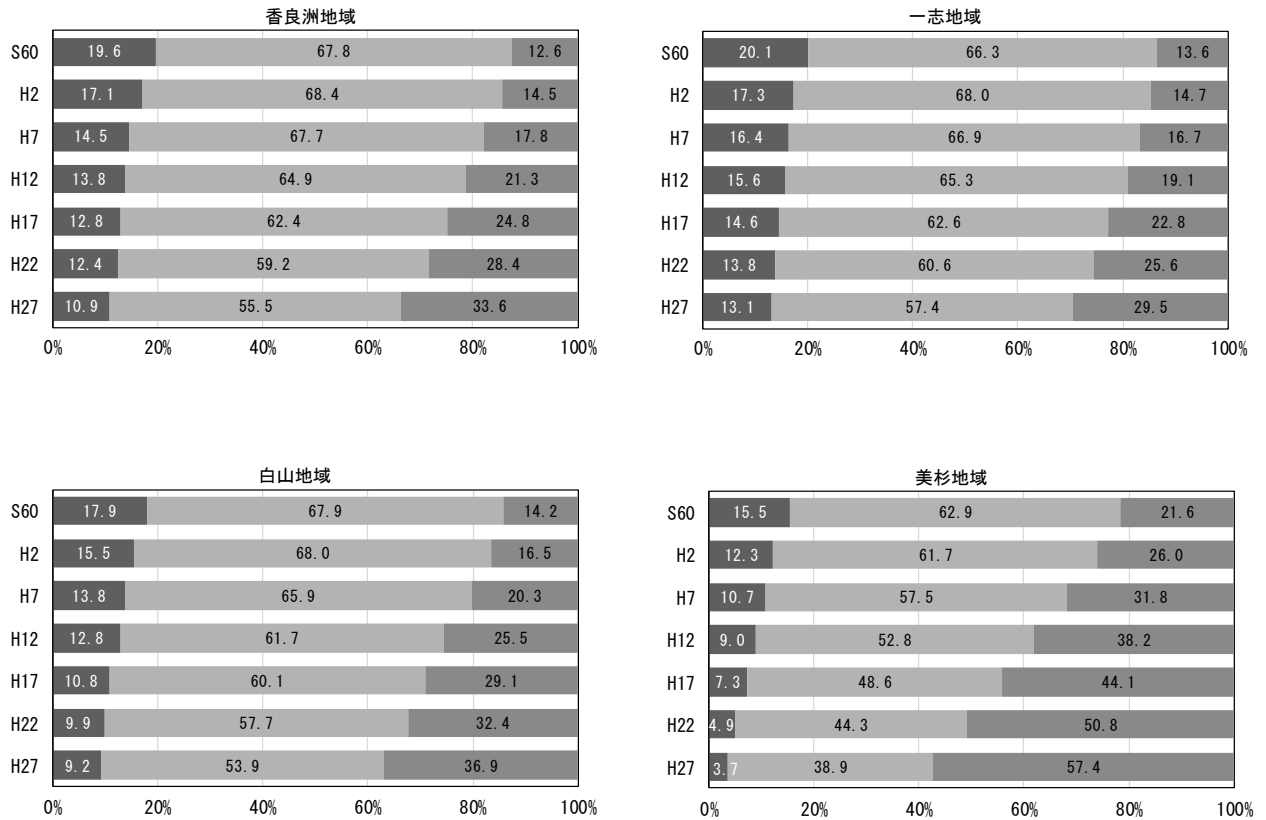 香良洲地域
S60 19.6 67.8 12.6
H2 17.1 68.4 14.5
H7 14.5 67.7 17.8
H12 13.8 64.9 21.3
H17 12.8 62.4 24.8
H22 12.4 59.2 28.4
H27 10.9 55.5 33.6
0% 20% 40% 60% 80% 100%
一志地域
S60 20.1 66.3 13.6
H2 17.3 68.0 14.7
H7 16.4 66.9 16.7
H12 15.6 65.3 19.1
H17 14.6 62.6 22.8
H22 13.8 60.6 25.6
H27 13.1 57.4 29.5
0% 20% 40% 60% 80% 100%
白山地域
S60 17.9 67.9 14.2
H2 15.5 68.0 16.5
H7 13.8 65.9 20.3
H12 12.8 61.7 25.5
H17 10.8 60.1 29.1
H22 9.9 57.7 32.4
H27 9.2 53.9 36.9
0% 20% 40% 60% 80% 100%
美杉地域
S60 15.5 62.9 21.6
H2 12.3 61.7 26.0
H7 10.7 57.5 31.8
H12 9.0 52.8 38.2
H17 7.3 48.6 44.1
H22 4.9 44.3 50.8
H27 3.7 38.9 57.4
0% 20% 40% 60% 80% 100%